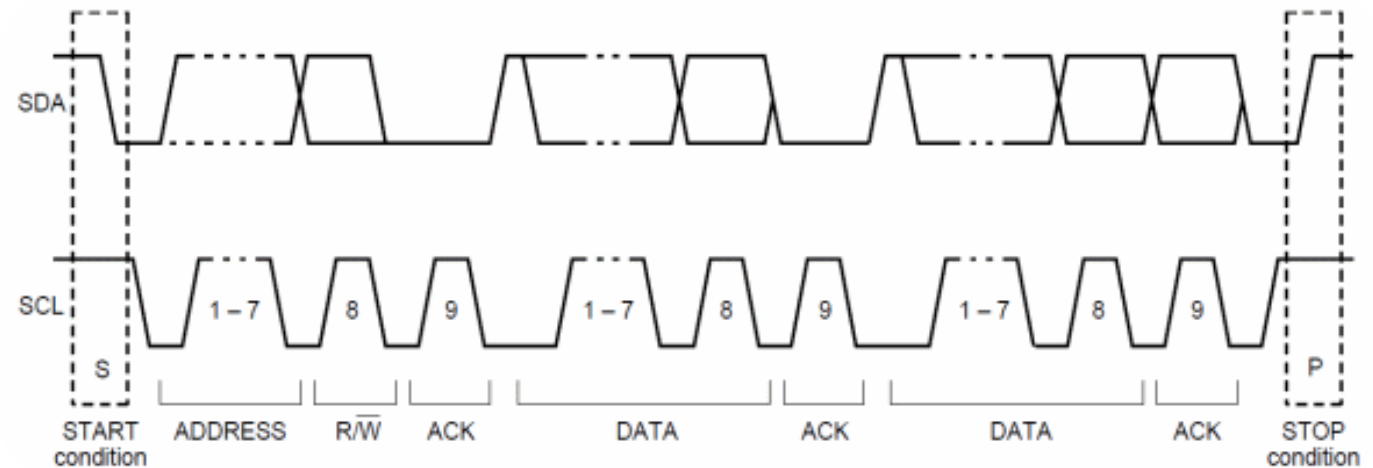 SDA
SCL
1 – 7
8
9
1 – 7
8
9
1 – 7
8
9
S
P
START
condition
ADDRESS
R/W̅
ACK
DATA
ACK
DATA
ACK
STOP
condition